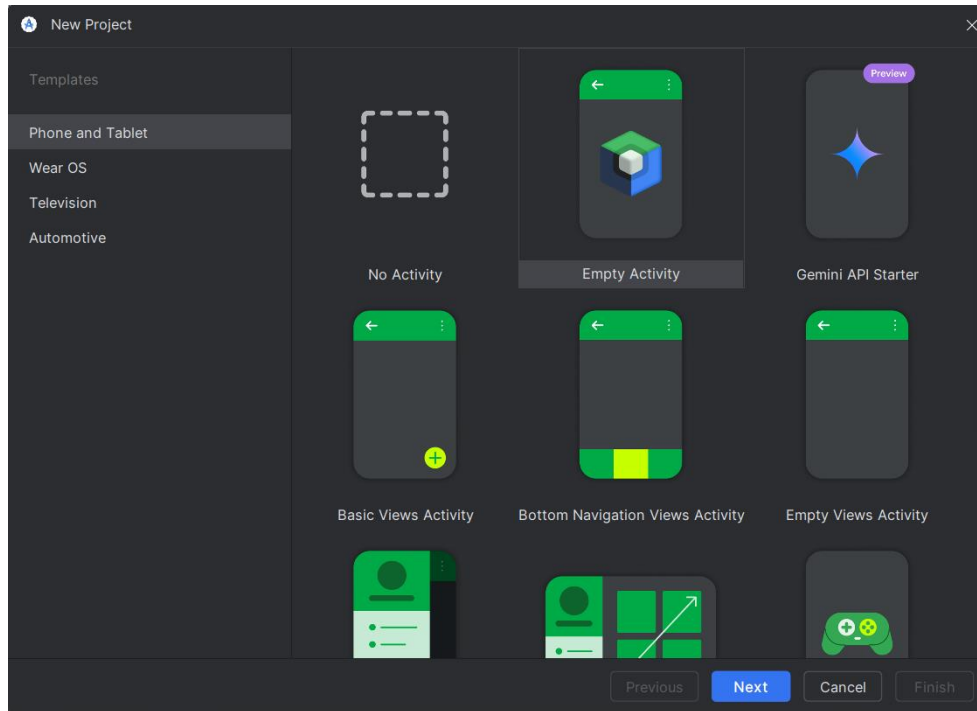 New Project
Templates
Phone and Tablet
Wear OS
Television
Automotive
Preview
No Activity
Empty Activity
Gemini API Starter
Basic Views Activity
Bottom Navigation Views Activity
Empty Views Activity
Previous
Next
Cancel
Finish